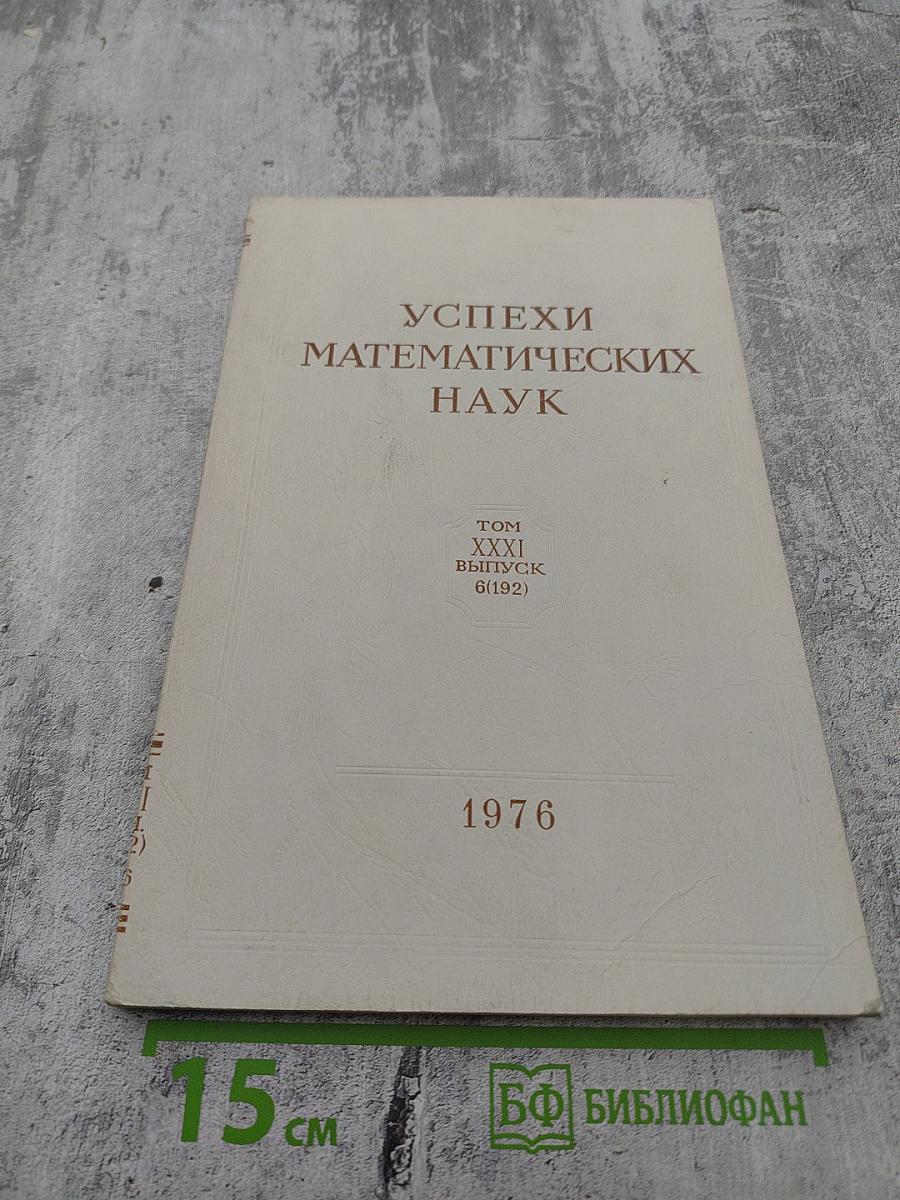 УСПЕХИ
МАТЕМАТИЧЕСКИХ
НАУК
ТОМ
XXXI
ВЫПУСК
6(192)
1976
15 см
БФ БИБЛИОФАН